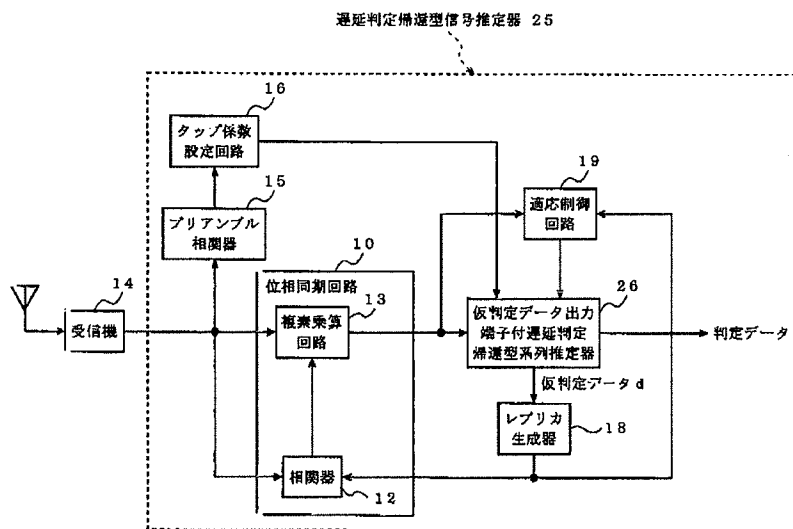 遅延判定帰還型信号推定器 25
16
タップ係数
設定回路
15
プリアンブル
相関器
19
適応制御
回路
10
位相同期回路
14
受信機
13
複素乗算
回路
26
仮判定データ出力
端子付遅延判定
帰還型系列推定器
判定データ
仮判定データd
レプリカ
生成器
18
相関器
12